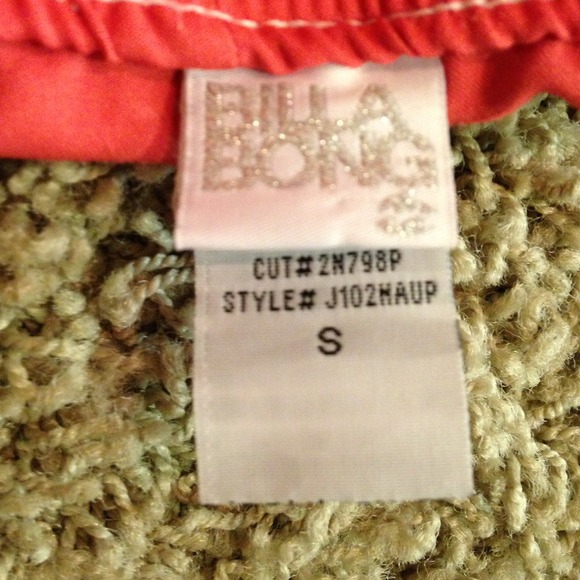 BILLA
BONG
CUT# 2N798P
STYLE# J102HAUP
S